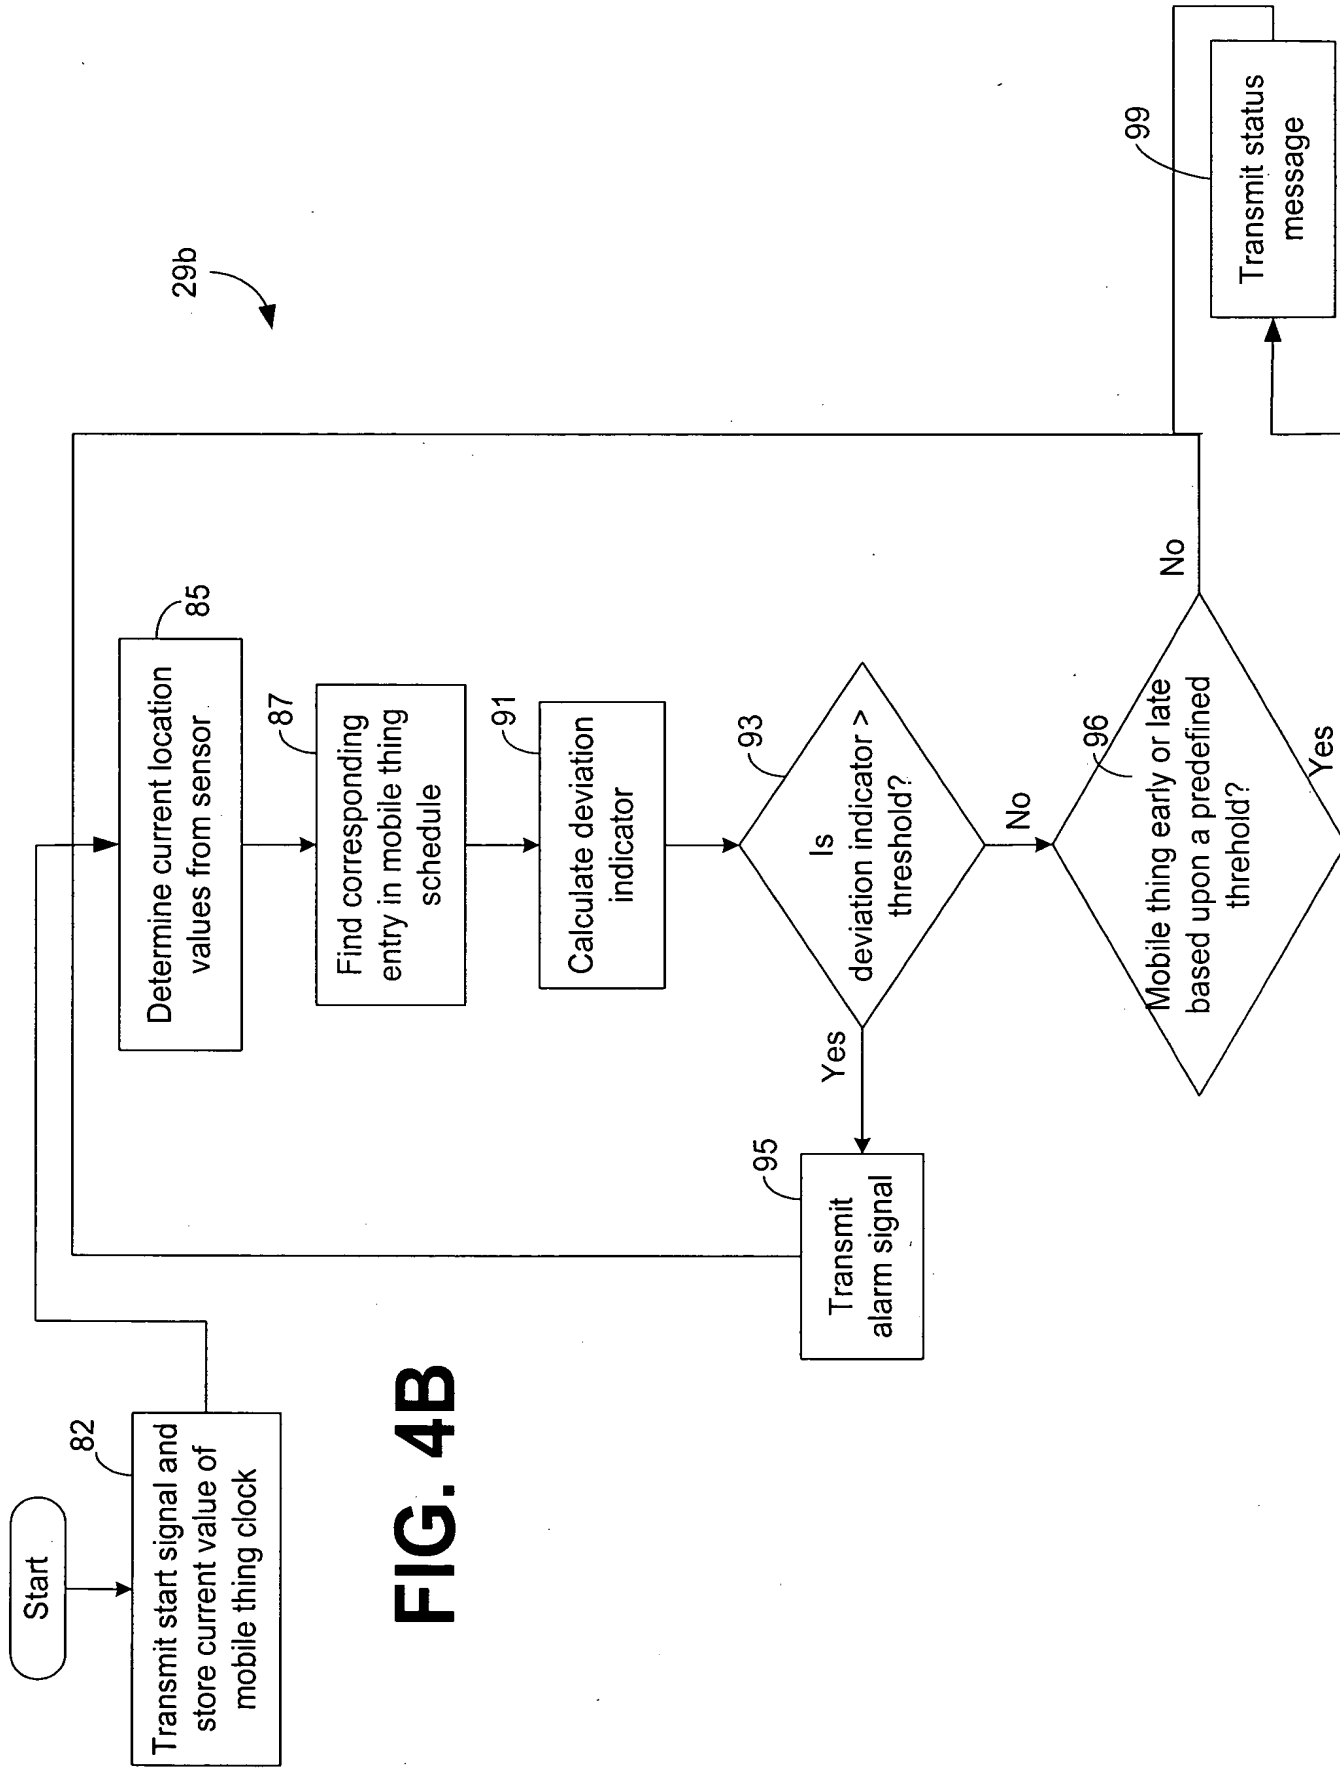 Start
82
Transmit start signal and
store current value of
mobile thing clock
29b
85
Determine current location
values from sensor
87
Find corresponding
entry in mobile thing
schedule
91
Calculate deviation
indicator
93
Is
deviation indicator >
threshold?
Yes
No
95
Transmit
alarm signal
96
Mobile thing early or late
based upon a predefined
threhold?
No
Yes
99
Transmit status
message
FIG. 4B